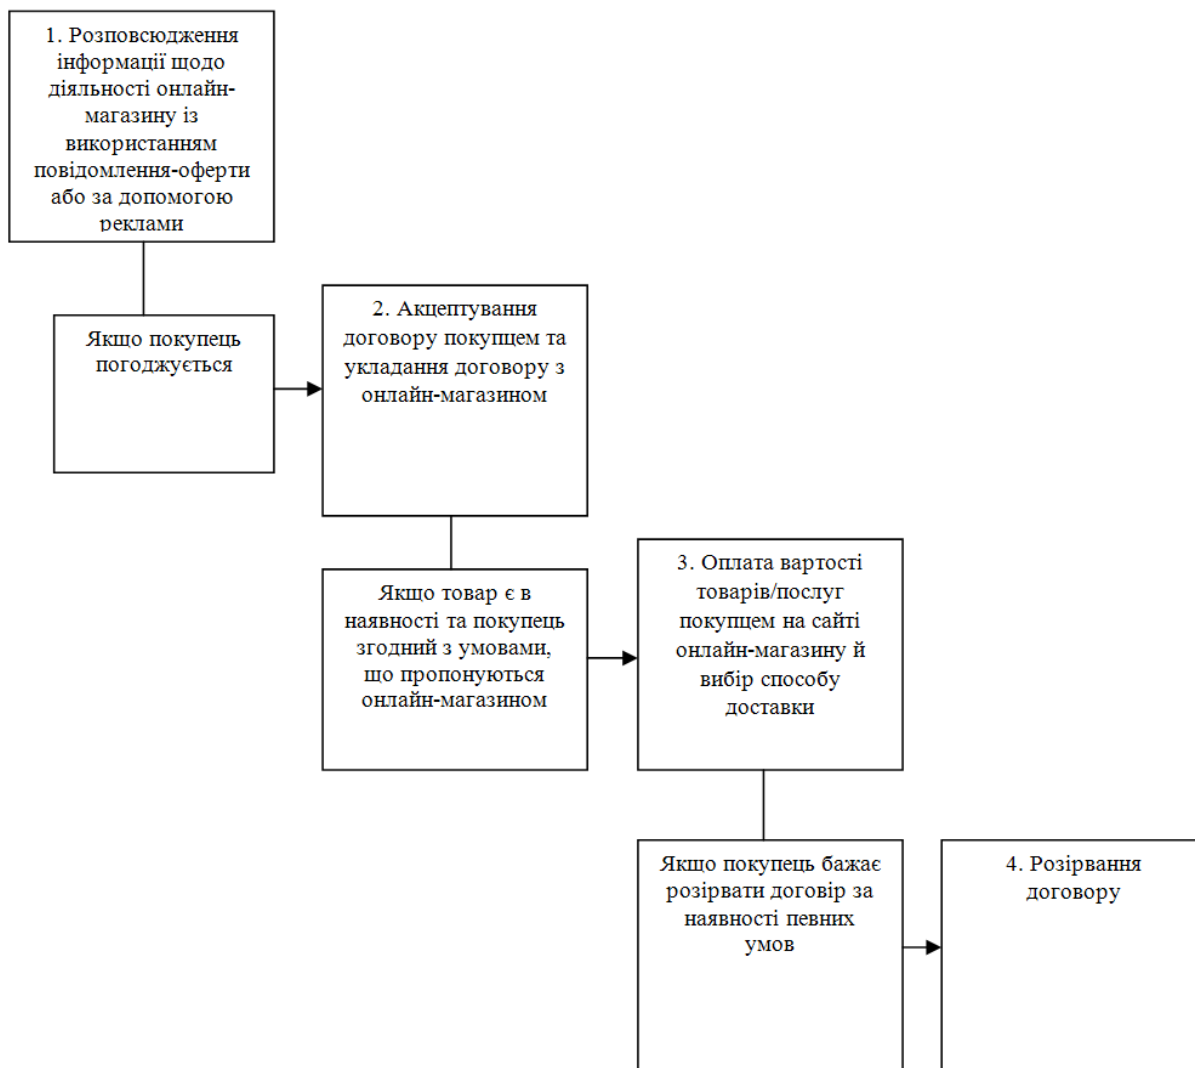 1. Розповсюдження
інформації щодо
діяльності онлайн-
магазину із
використанням
повідомлення-оферти
або за допомогою
реклами
Якщо покупець
погоджується
2. Акцептування
договору покупцем та
укладання договору з
онлайн-магазином
Якщо товар є в
наявності та покупець
згодний з умовами,
що пропонуються
онлайн-магазином
3. Оплата вартості
товарів/послуг
покупцем на сайті
онлайн-магазину й
вибір способу
доставки
Якщо покупець бажає
розірвати договір за
наявності певних
умов
4. Розірвання
договору